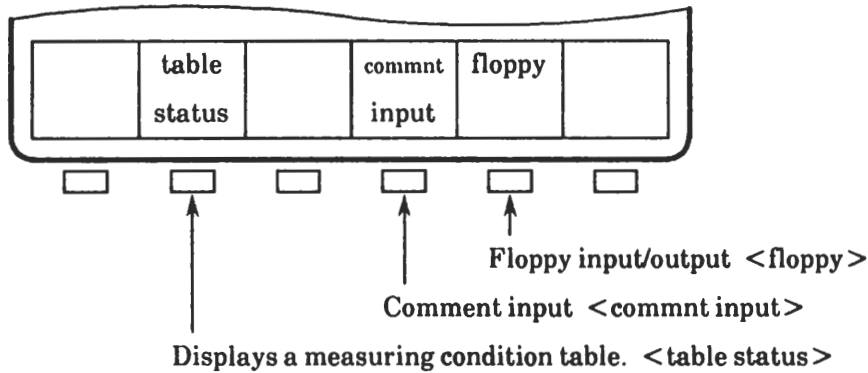 table
status
commnt
input
floppy
Floppy input/output <floppy>
Comment input <commnt input>
Displays a measuring condition table. <table status>